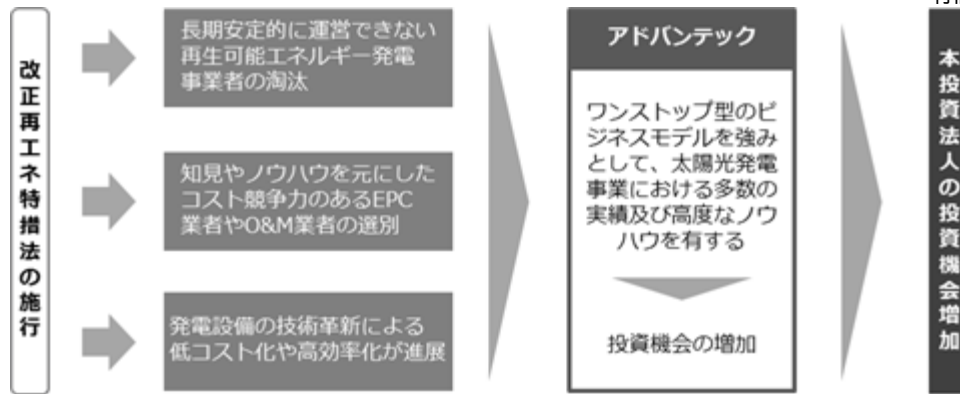 改正再エネ特措法の施行
長期安定的に運営できない
再生可能エネルギー発電
事業者の淘汰
知見やノウハウを元にした
コスト競争力のあるEPC
業者やO&M業者の選別
発電設備の技術革新による
低コスト化や高効率化が進展
アドバンテック
ワンストップ型のビ
ジネスモデルを強み
として、太陽光発電
事業における多数の
実績及び高度なノウ
ハウを有する
投資機会の増加
本投資法人の投資機会増加